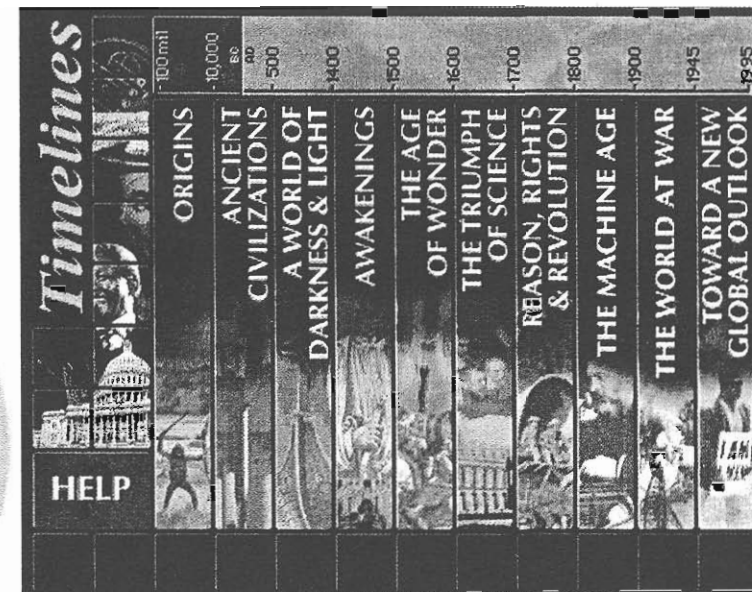 Timelines
HELP
-100 mil
ORIGINS
-10,000
BC
AD
ANCIENT
CIVILIZATIONS
-500
A WORLD OF
DARKNESS & LIGHT
-1400
AWAKENINGS
-1500
THE AGE
OF WONDER
-1600
THE TRIUMPH
OF SCIENCE
-1700
REASON, RIGHTS
& REVOLUTION
-1800
THE MACHINE AGE
-1900
THE WORLD AT WAR
-1945
TOWARD A NEW
GLOBAL OUTLOOK
-1995